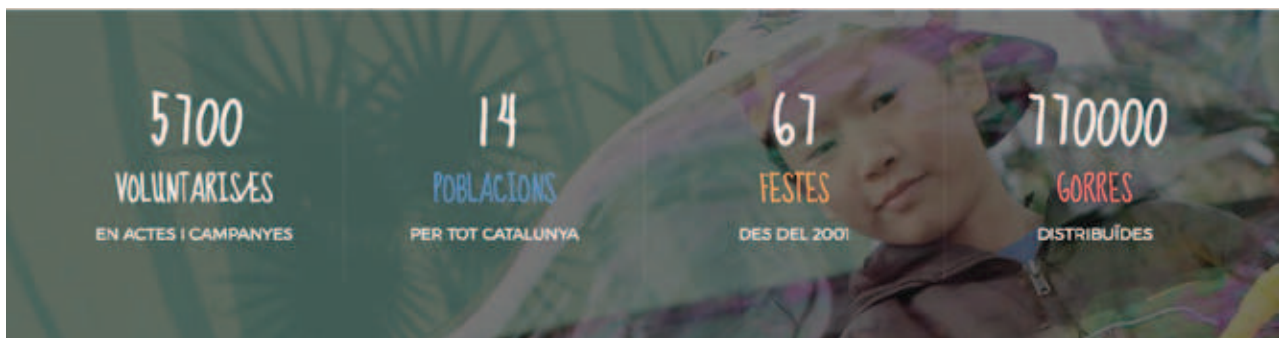 5700
VOLUNTARIS/ES
EN ACTES I CAMPANYES
14
POBLACIONS
PER TOT CATALUNYA
67
FESTES
DES DEL 2001
770000
GORRES
DISTRIBUÏDES